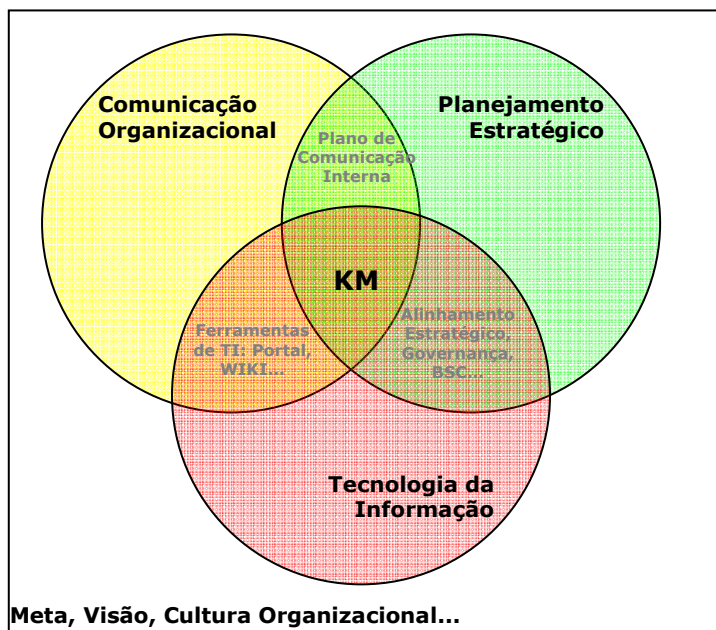 Comunicação
Organizacional
Planejamento
Estratégico
Plano de
Comunicação
Interna
KM
Ferramentas
de TI: Portal,
WIKI...
Alinhamento
Estratégico,
Governança,
BSC...
Tecnologia da
Informação
Meta, Visão, Cultura Organizacional...